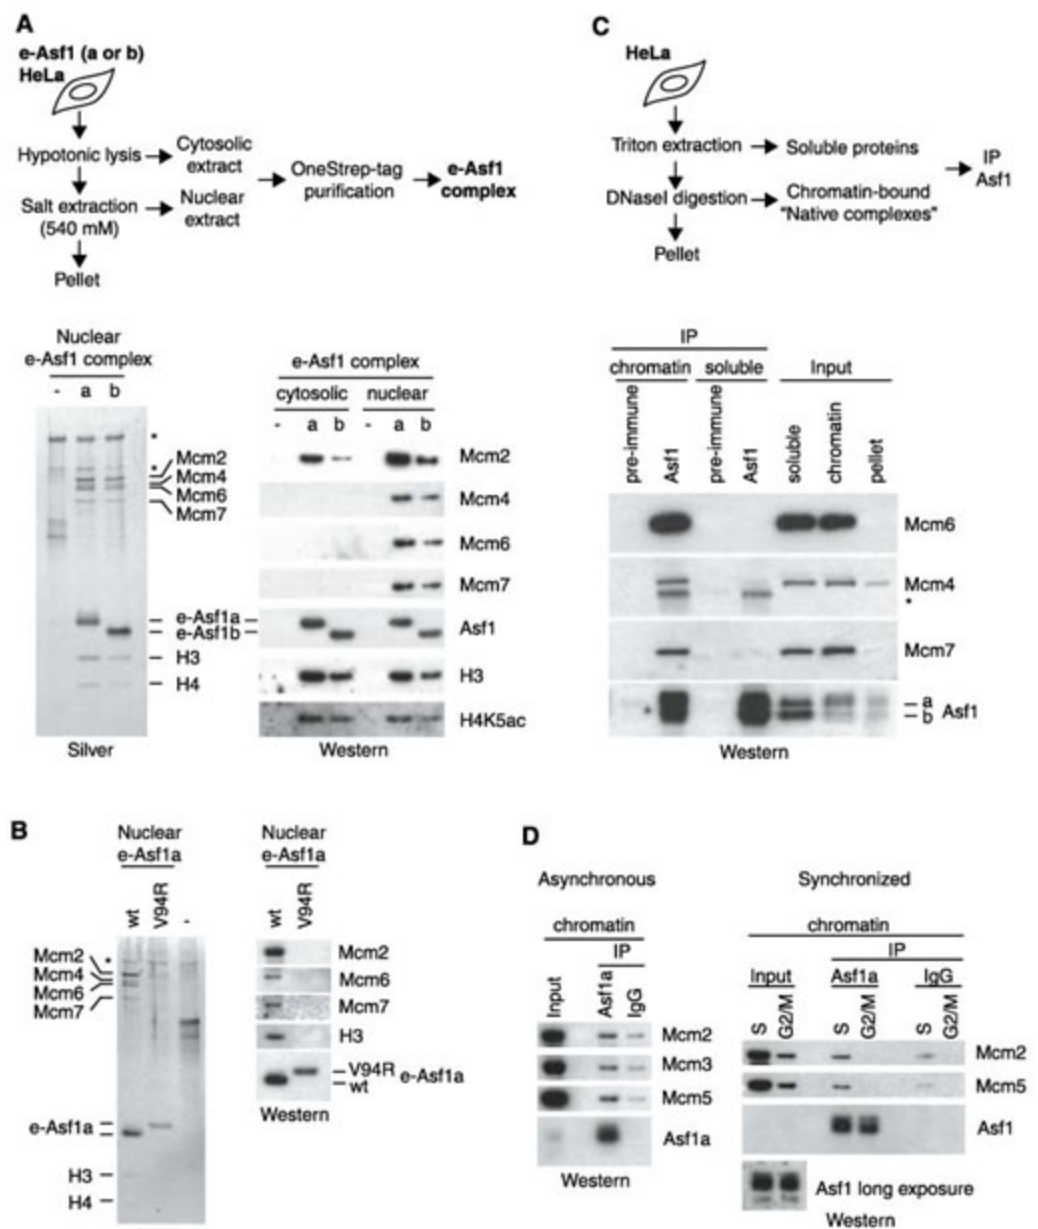 A
e-Asf1 (a or b)
HeLa
Hypotonic lysis
Cytosolic
extract
Salt extraction
(540 mM)
Nuclear
extract
OneStrep-tag
purification
e-Asf1
complex
Pellet
Nuclear
e-Asf1 complex
- a b
*
*
Mcm2
Mcm4
Mcm6
Mcm7
e-Asf1a
e-Asf1b
H3
H4
Silver
e-Asf1 complex
cytosolic nuclear
- a b - a b
Mcm2
Mcm4
Mcm6
Mcm7
Asf1
H3
H4K5ac
Western
C
HeLa
Triton extraction
Soluble proteins
DNaseI digestion
Chromatin-bound
"Native complexes"
IP
Asf1
Pellet
IP
chromatin soluble Input
pre-immune
Asf1
pre-immune
Asf1
soluble
chromatin
pellet
Mcm6
Mcm4
*
Mcm7
a
b
Asf1
Western
B
Nuclear
e-Asf1a
wt
V94R
-
Mcm2
*
Mcm4
Mcm6
Mcm7
e-Asf1a
H3
H4
Nuclear
e-Asf1a
wt
V94R
Mcm2
Mcm6
Mcm7
H3
V94R
wt
e-Asf1a
Western
D
Asynchronous
chromatin
IP
Input
Asf1a
IgG
Mcm2
Mcm3
Mcm5
Asf1a
Western
Synchronized
chromatin
IP
Input Asf1a IgG
S
G2/M
S
G2/M
S
G2/M
Mcm2
Mcm5
Asf1
Asf1 long exposure
Western